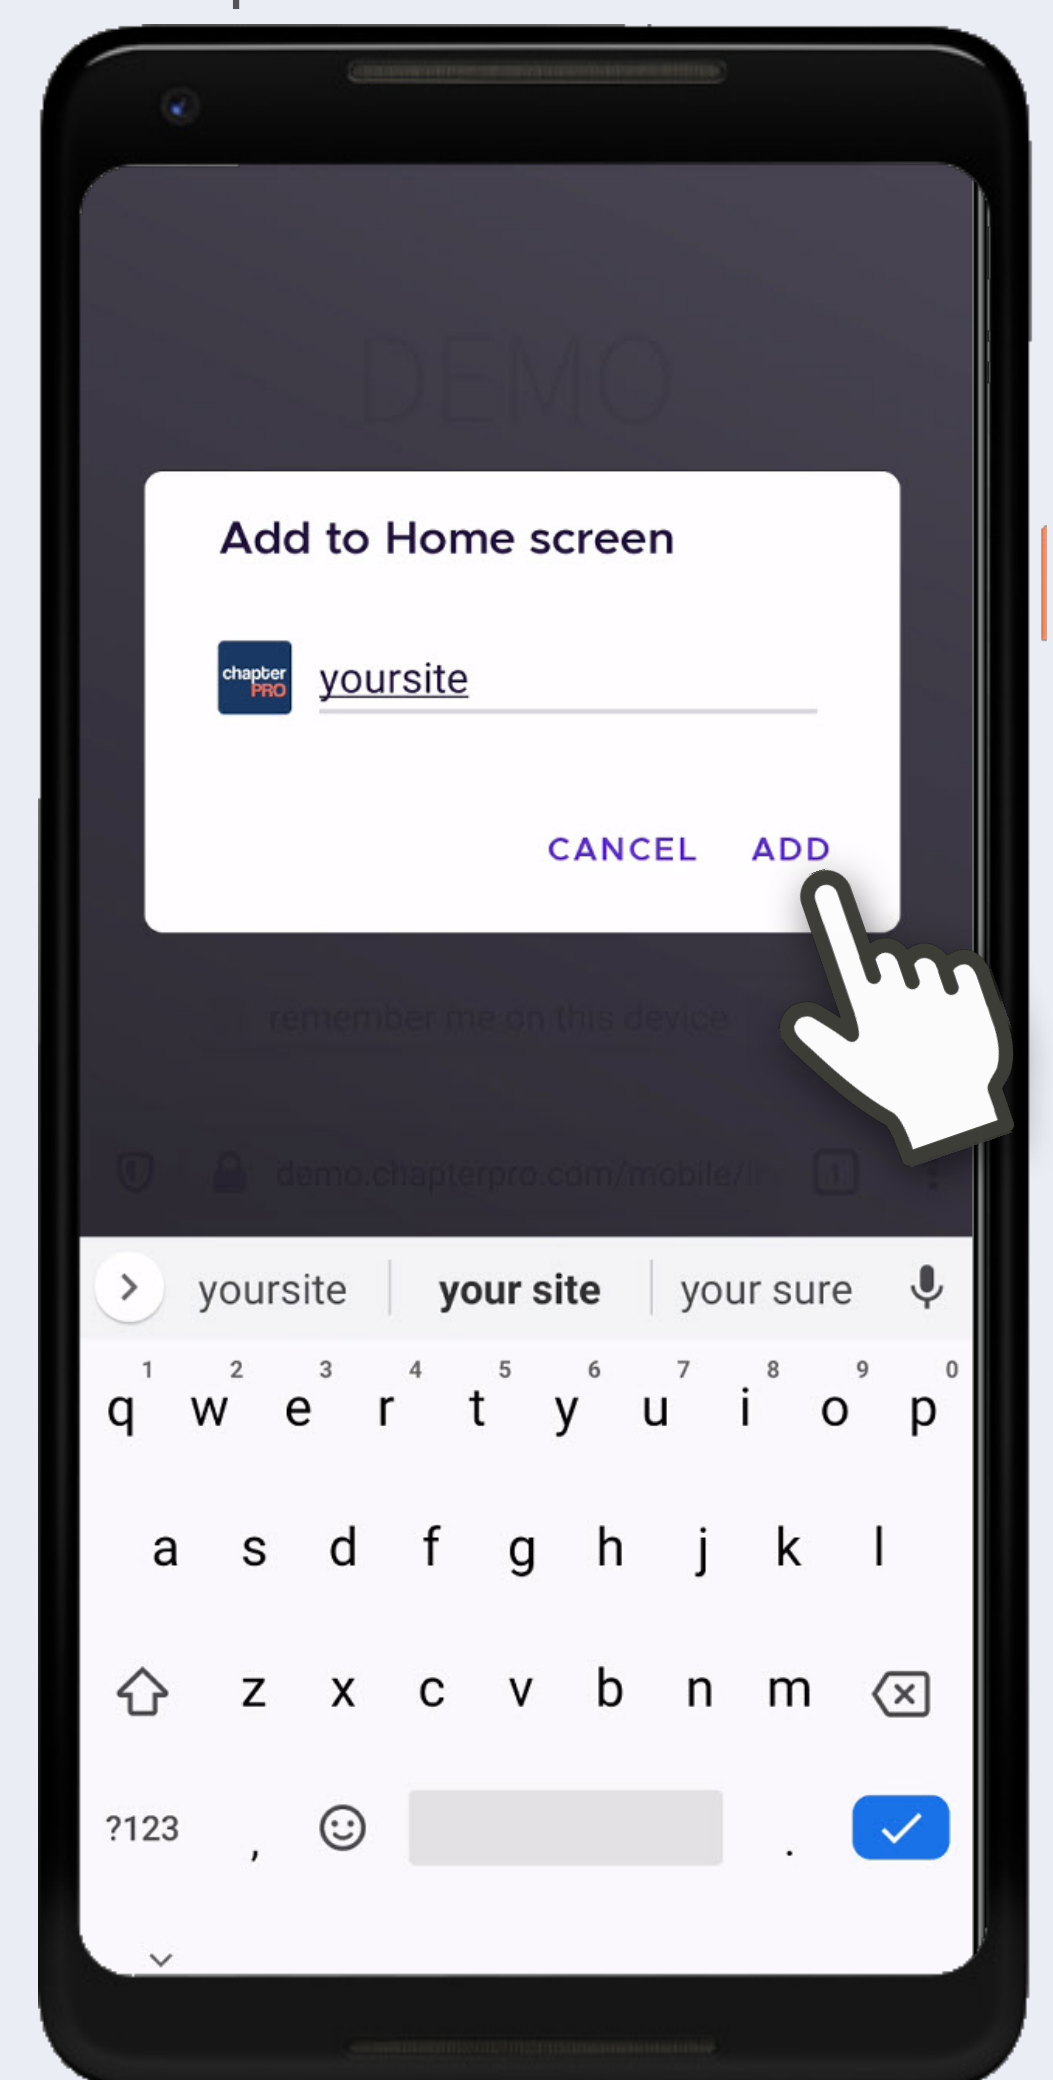 DEMO
Add to Home screen
chapter
PRO
yoursite
CANCEL ADD
remember me on this device
demo.chapterpro.com/mobile/l
1
yoursite your site your sure
1 2 3 4 5 6 7 8 9 0
q w e r t y u i o p
a s d f g h j k l
z x c v b n m
?123 , .